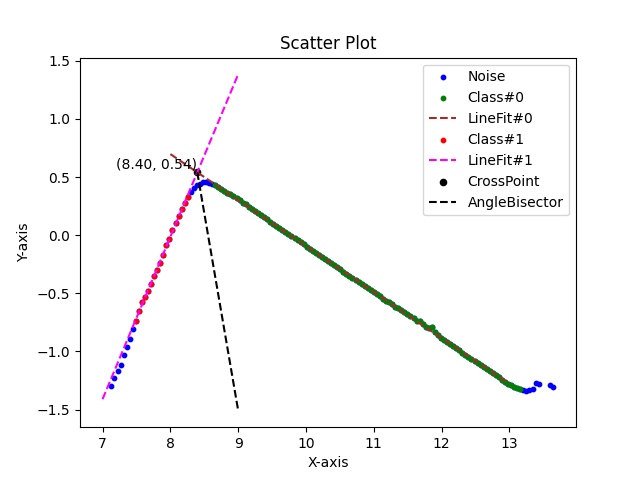 Scatter Plot
Noise
Class#0
LineFit#0
Class#1
LineFit#1
CrossPoint
AngleBisector
(8.40, 0.54)
1.5
1.0
0.5
0.0
−0.5
−1.0
−1.5
Y-axis
7 8 9 10 11 12 13
X-axis